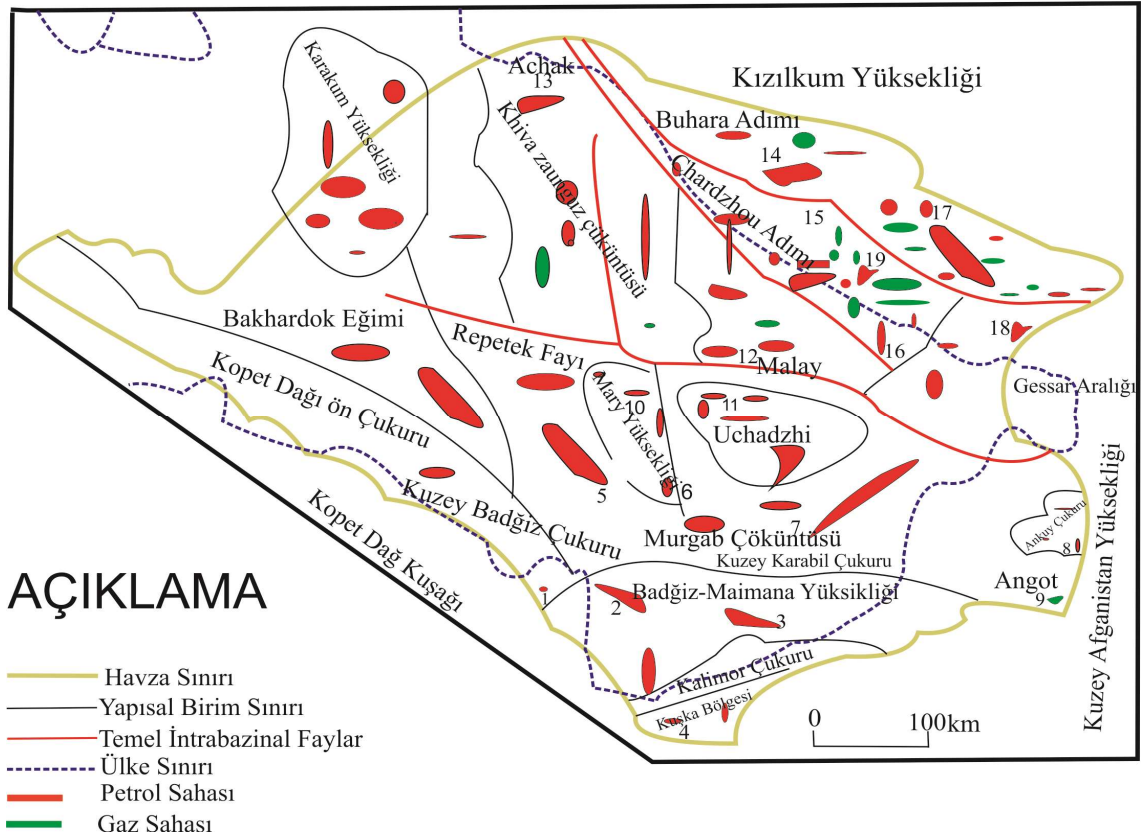 Karakum Yüksekliği
Achak
13
Khiva zaunguz çüküntüsü
Kızılkum Yüksekliği
Buhara Adımı
14
Chardzhou Adımı
15
17
19
16
18
12
Malay
Gessar Aralığı
Bakhardok Eğimi
Repetek Fayı
Kopet Dağı ön Çukuru
Mary Yüksekliği
10
11
Uchadzhi
5
6
7
Kuzey Badğiz Çukuru
Kopet Dağ Kuşağı
Murgab Çöküntüsü
Kuzey Karabil Çukuru
Ankuy Çukuru
8
Angot
9
Kuzey Afganistan Yüksekliği
1
2
Badğiz-Maimana Yüksikliği
3
Kalimor Çukuru
Kuşka Bölgesi
4
0 100km
AÇIKLAMA
Havza Sınırı
Yapısal Birim Sınırı
Temel İntrabazinal Faylar
Ülke Sınırı
Petrol Sahası
Gaz Sahası